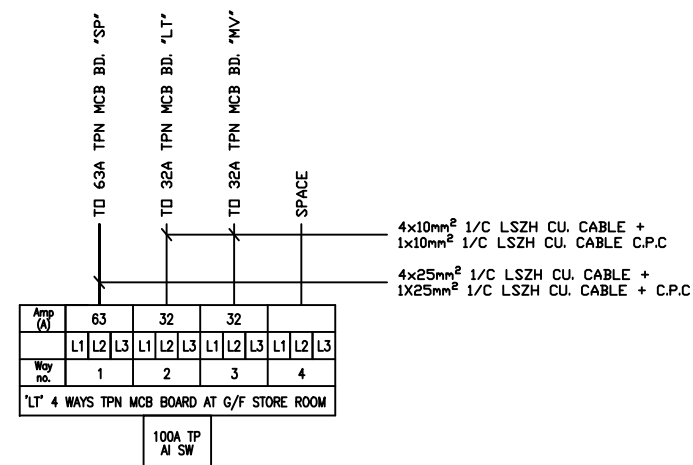 TO 63A TPN MCB BD. "SP"
TO 32A TPN MCB BD. "LT"
TO 32A TPN MCB BD. "MV"
SPACE
4x10mm² 1/C LSZH CU. CABLE +
1x10mm² 1/C LSZH CU. CABLE C.P.C
4x25mm² 1/C LSZH CU. CABLE +
1X25mm² 1/C LSZH CU. CABLE + C.P.C
Amp (A) 63 32 32
L1 L2 L3 L1 L2 L3 L1 L2 L3 L1 L2 L3
Way no. 1 2 3 4
'LT' 4 WAYS TPN MCB BOARD AT G/F STORE ROOM
100A TP
AI SW